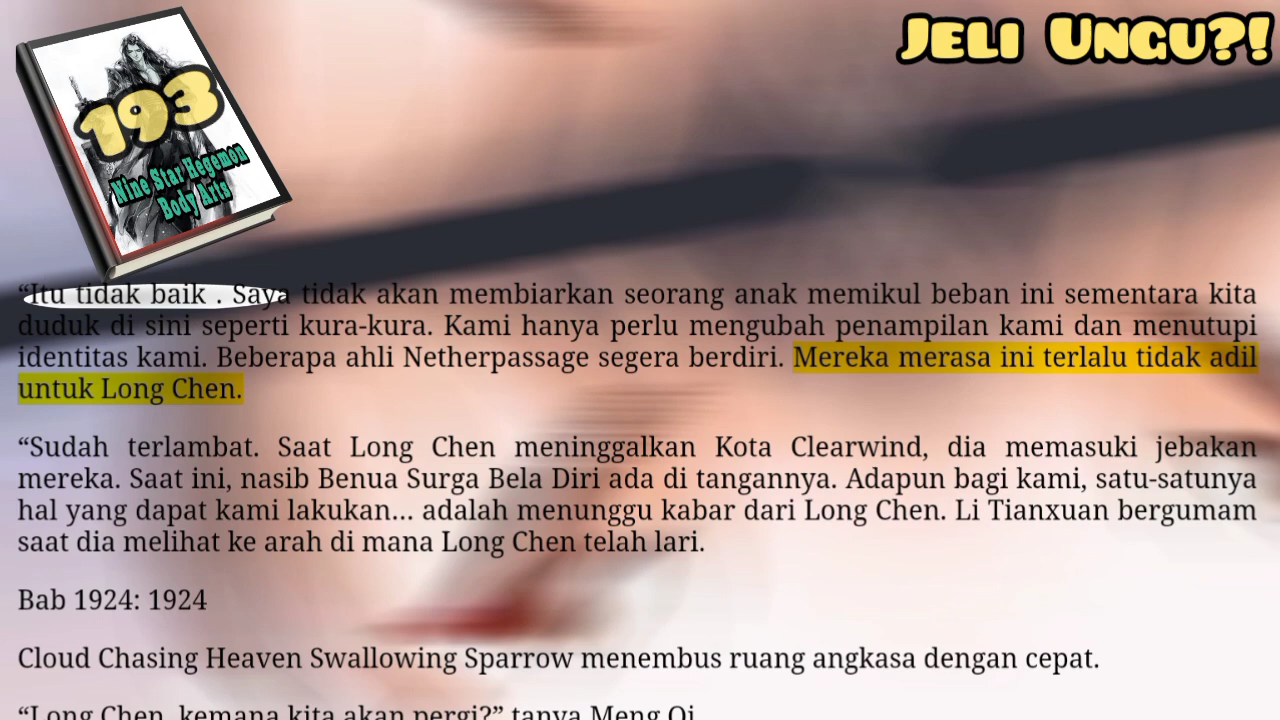 JELI UNGU?!
193
Nine Star Hegemon
Body Arts
“Itu tidak baik . Saya tidak akan membiarkan seorang anak memikul beban ini sementara kita
duduk di sini seperti kura-kura. Kami hanya perlu mengubah penampilan kami dan menutupi
identitas kami. Beberapa ahli Netherpassage segera berdiri. Mereka merasa ini terlalu tidak adil
untuk Long Chen.
“Sudah terlambat. Saat Long Chen meninggalkan Kota Clearwind, dia memasuki jebakan
mereka. Saat ini, nasib Benua Surga Bela Diri ada di tangannya. Adapun bagi kami, satu-satunya
hal yang dapat kami lakukan... adalah menunggu kabar dari Long Chen. Li Tianxuan bergumam
saat dia melihat ke arah di mana Long Chen telah lari.
Bab 1924: 1924
Cloud Chasing Heaven Swallowing Sparrow menembus ruang angkasa dengan cepat.
“Long Chen, kemana kita akan pergi?” tanya Meng Qi.